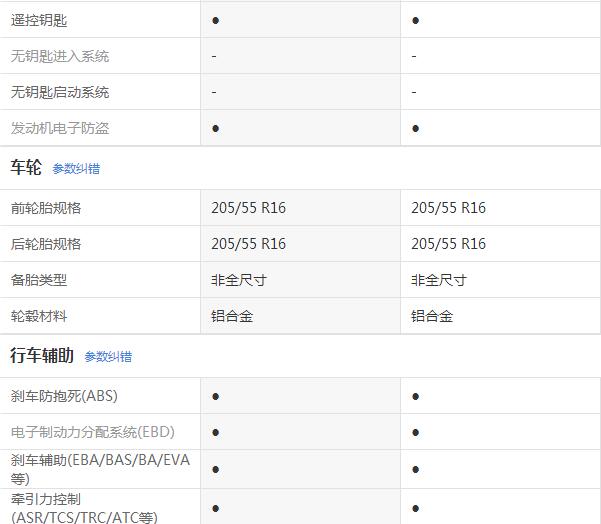 遥控钥匙 ● ●
无钥匙进入系统 - -
无钥匙启动系统 - -
发动机电子防盗 ● ●
车轮 参数纠错
前轮胎规格 205/55 R16 205/55 R16
后轮胎规格 205/55 R16 205/55 R16
备胎类型 非全尺寸 非全尺寸
轮毂材料 铝合金 铝合金
行车辅助 参数纠错
刹车防抱死(ABS) ● ●
电子制动力分配系统(EBD) ● ●
刹车辅助(EBA/BAS/BA/EVA
等) ● ●
牵引力控制
(ASR/TCS/TRC/ATC等) ● ●